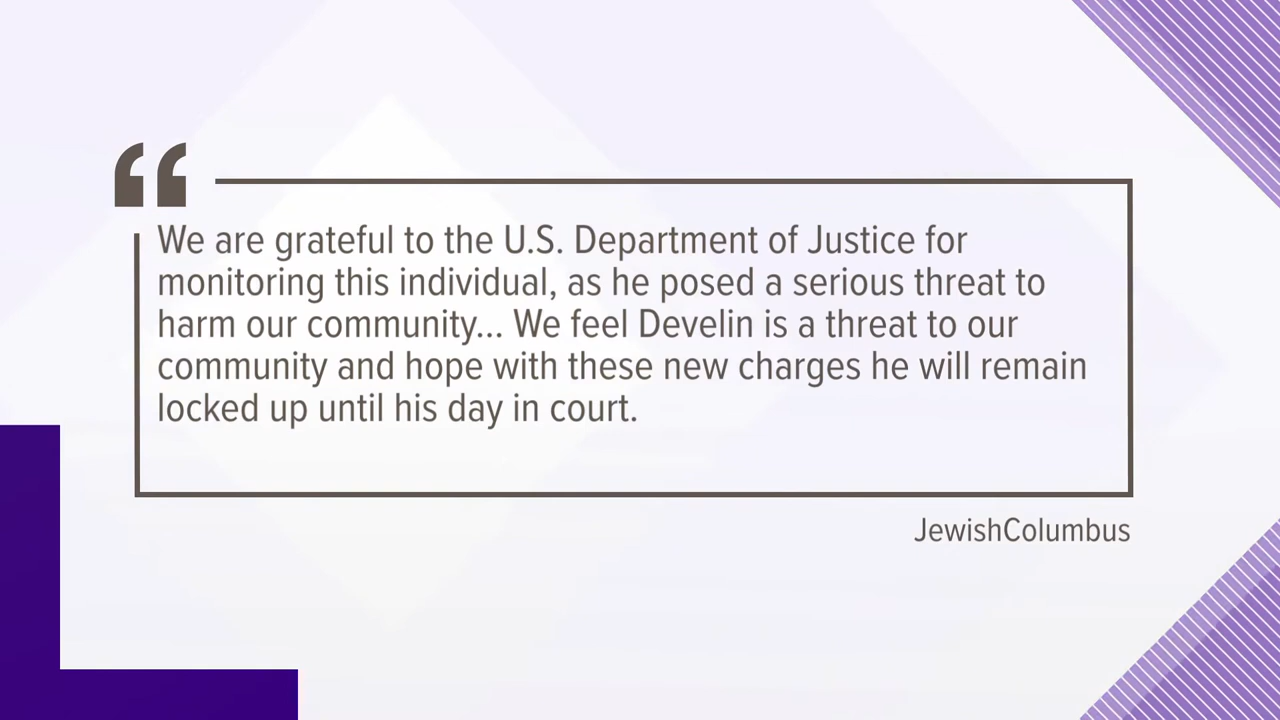 “
We are grateful to the U.S. Department of Justice for
monitoring this individual, as he posed a serious threat to
harm our community... We feel Develin is a threat to our
community and hope with these new charges he will remain
locked up until his day in court.
JewishColumbus